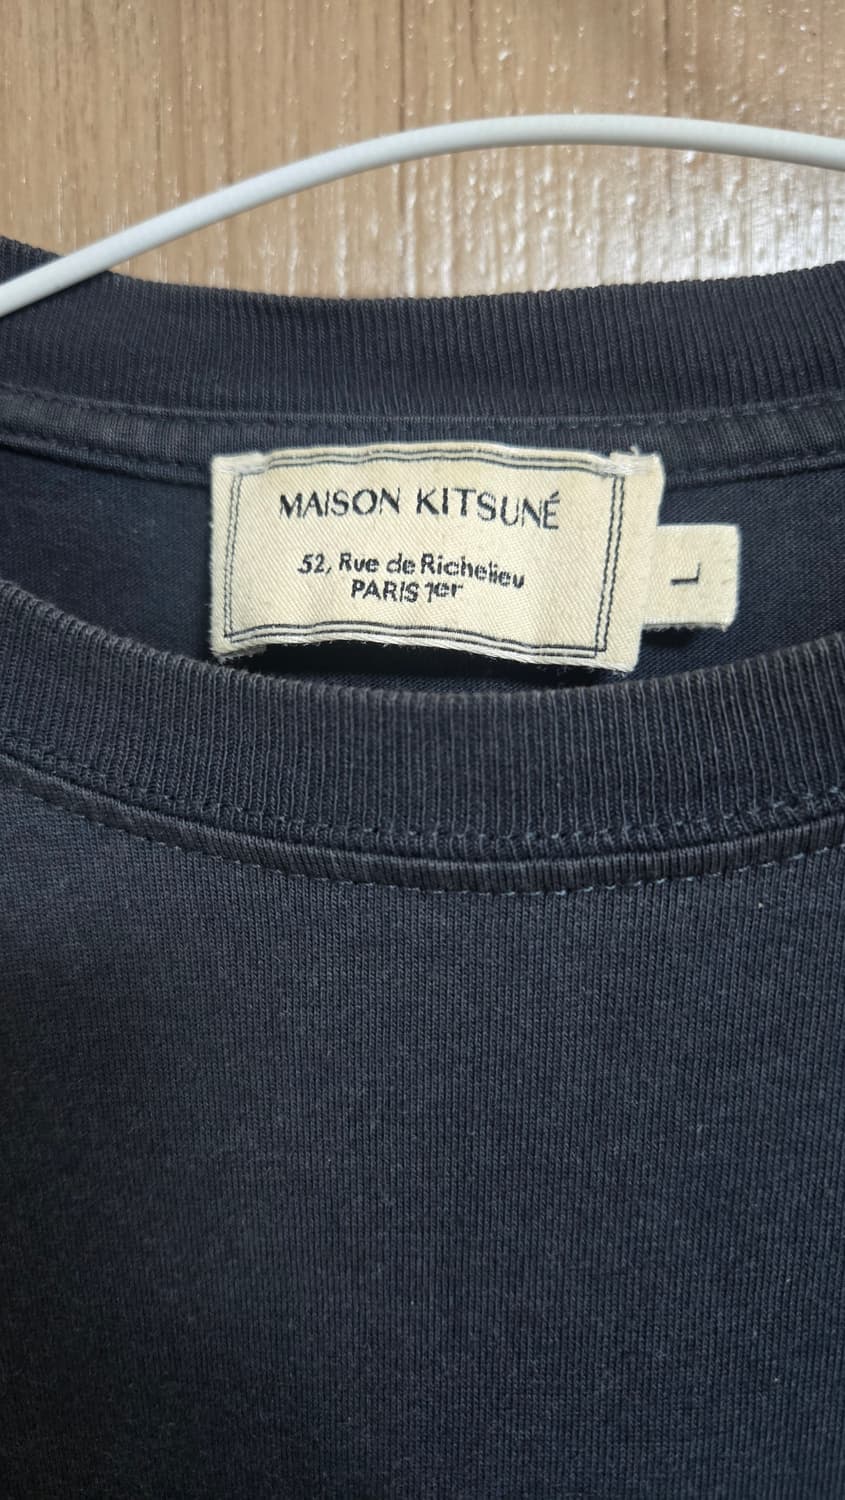 MAISON KITSUNÉ
52, Rue de Richelieu
PARIS 1er
L